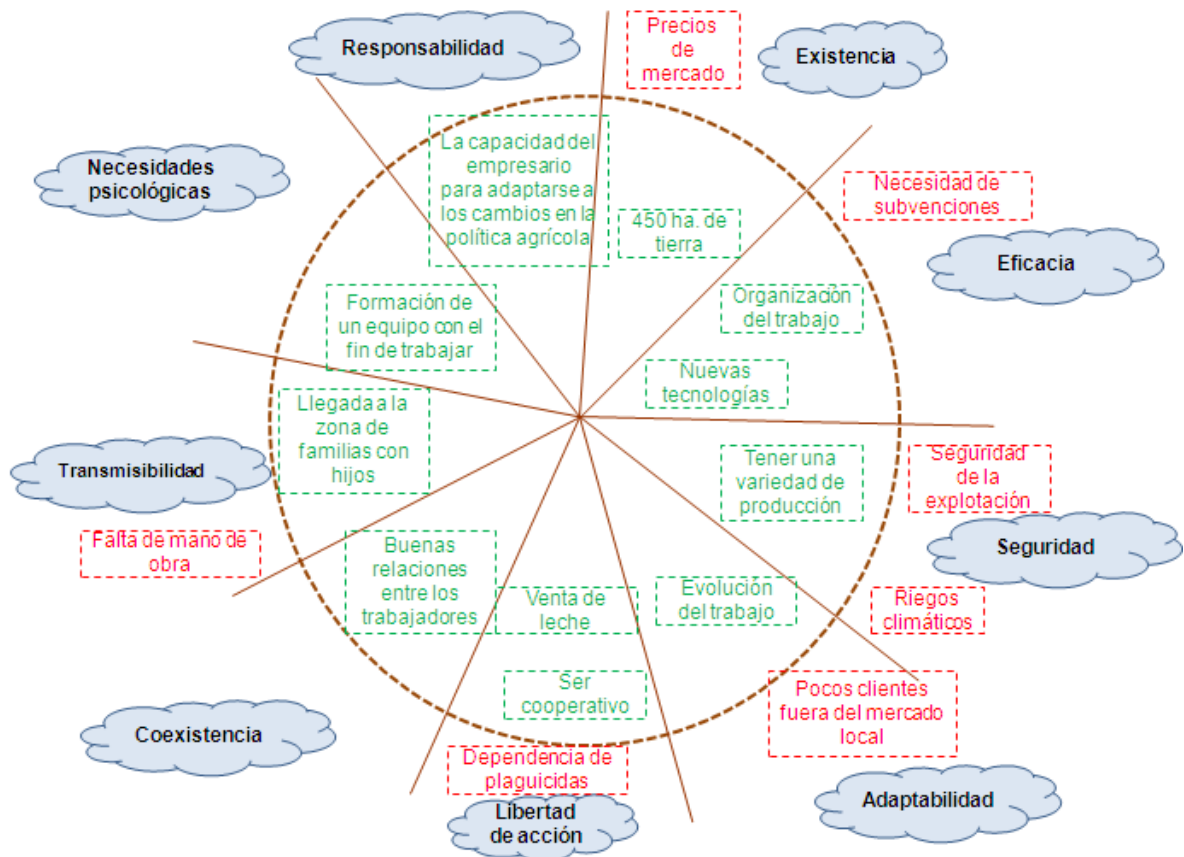 Responsabilidad
Precios
de
mercado
Existencia
La capacidad del
empresario
para adaptarse a
los cambios en la
política agrícola
Necesidades
psicológicas
Necesidad de
subvenciones
450 ha. de
tierra
Eficacia
Organización
del trabajo
Formación de
un equipo con el
fin de trabajar
Nuevas
tecnologías
Llegada a la
zona de
familias con
hijos
Transmisibilidad
Tener una
variedad de
producción
Seguridad
de la
explotación
Falta de mano de
obra
Seguridad
Buenas
relaciones
entre los
trabajadores
Venta de
leche
Evolución
del trabajo
Riegos
climáticos
Ser
cooperativo
Pocos clientes
fuera del mercado
local
Coexistencia
Dependencia de
plaguicidas
Libertad
de acción
Adaptabilidad